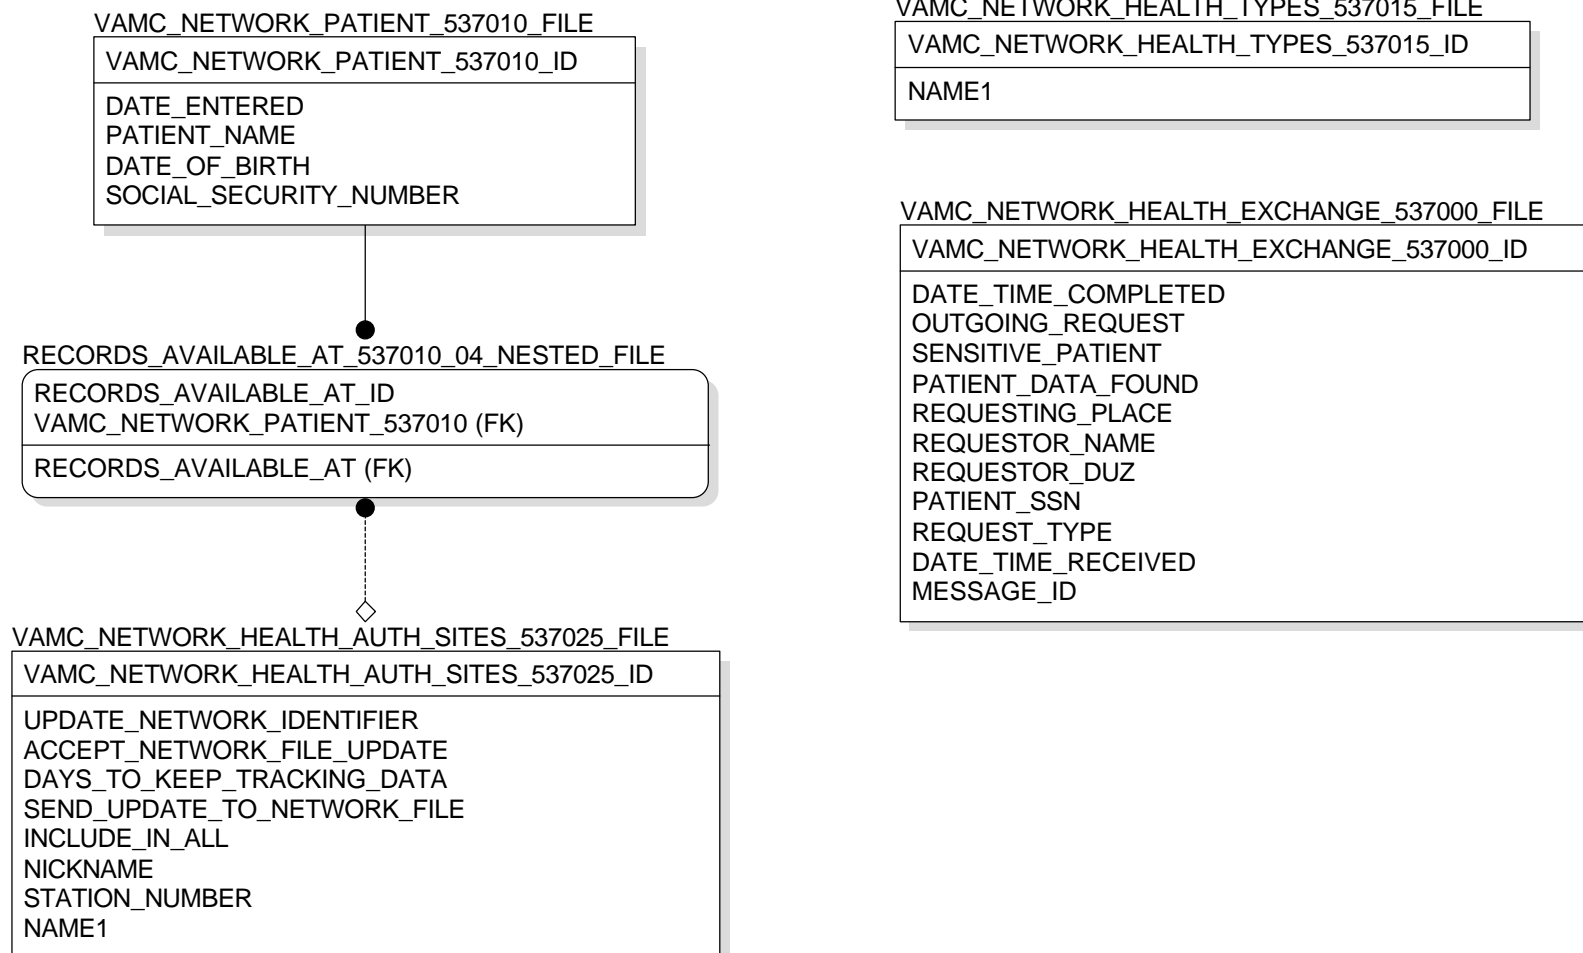 VAMC_NETWORK_PATIENT_537010_FILE
VAMC_NETWORK_PATIENT_537010_ID
DATE_ENTERED
PATIENT_NAME
DATE_OF_BIRTH
SOCIAL_SECURITY_NUMBER
RECORDS_AVAILABLE_AT_537010_04_NESTED_FILE
RECORDS_AVAILABLE_AT_ID
VAMC_NETWORK_PATIENT_537010 (FK)
RECORDS_AVAILABLE_AT (FK)
VAMC_NETWORK_HEALTH_AUTH_SITES_537025_FILE
VAMC_NETWORK_HEALTH_AUTH_SITES_537025_ID
UPDATE_NETWORK_IDENTIFIER
ACCEPT_NETWORK_FILE_UPDATE
DAYS_TO_KEEP_TRACKING_DATA
SEND_UPDATE_TO_NETWORK_FILE
INCLUDE_IN_ALL
NICKNAME
STATION_NUMBER
NAME1
VAMC_NETWORK_HEALTH_TYPES_537015_FILE
VAMC_NETWORK_HEALTH_TYPES_537015_ID
NAME1
VAMC_NETWORK_HEALTH_EXCHANGE_537000_FILE
VAMC_NETWORK_HEALTH_EXCHANGE_537000_ID
DATE_TIME_COMPLETED
OUTGOING_REQUEST
SENSITIVE_PATIENT
PATIENT_DATA_FOUND
REQUESTING_PLACE
REQUESTOR_NAME
REQUESTOR_DUZ
PATIENT_SSN
REQUEST_TYPE
DATE_TIME_RECEIVED
MESSAGE_ID